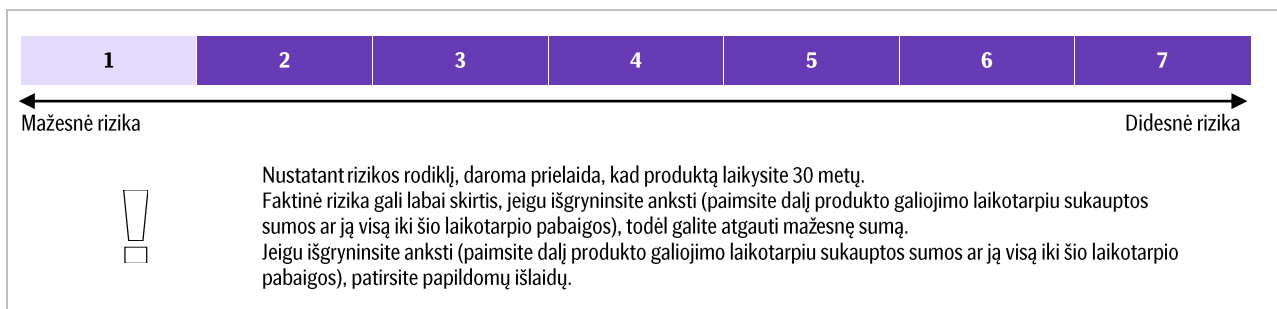 1 2 3 4 5 6 7
Mažesnė rizika Didesnė rizika
Nustatant rizikos rodiklį, daroma prielaida, kad produktą laikysite 30 metų.
Faktinė rizika gali labai skirtis, jeigu išgryninsite anksti (paimsite dalį produkto galiojimo laikotarpiu sukauptos
sumos ar ją visą iki šio laikotarpio pabaigos), todėl galite atgauti mažesnę sumą.
Jeigu išgryninsite anksti (paimsite dalį produkto galiojimo laikotarpiu sukauptos sumos ar ją visą iki šio laikotarpio
pabaigos), patirsite papildomų išlaidų.